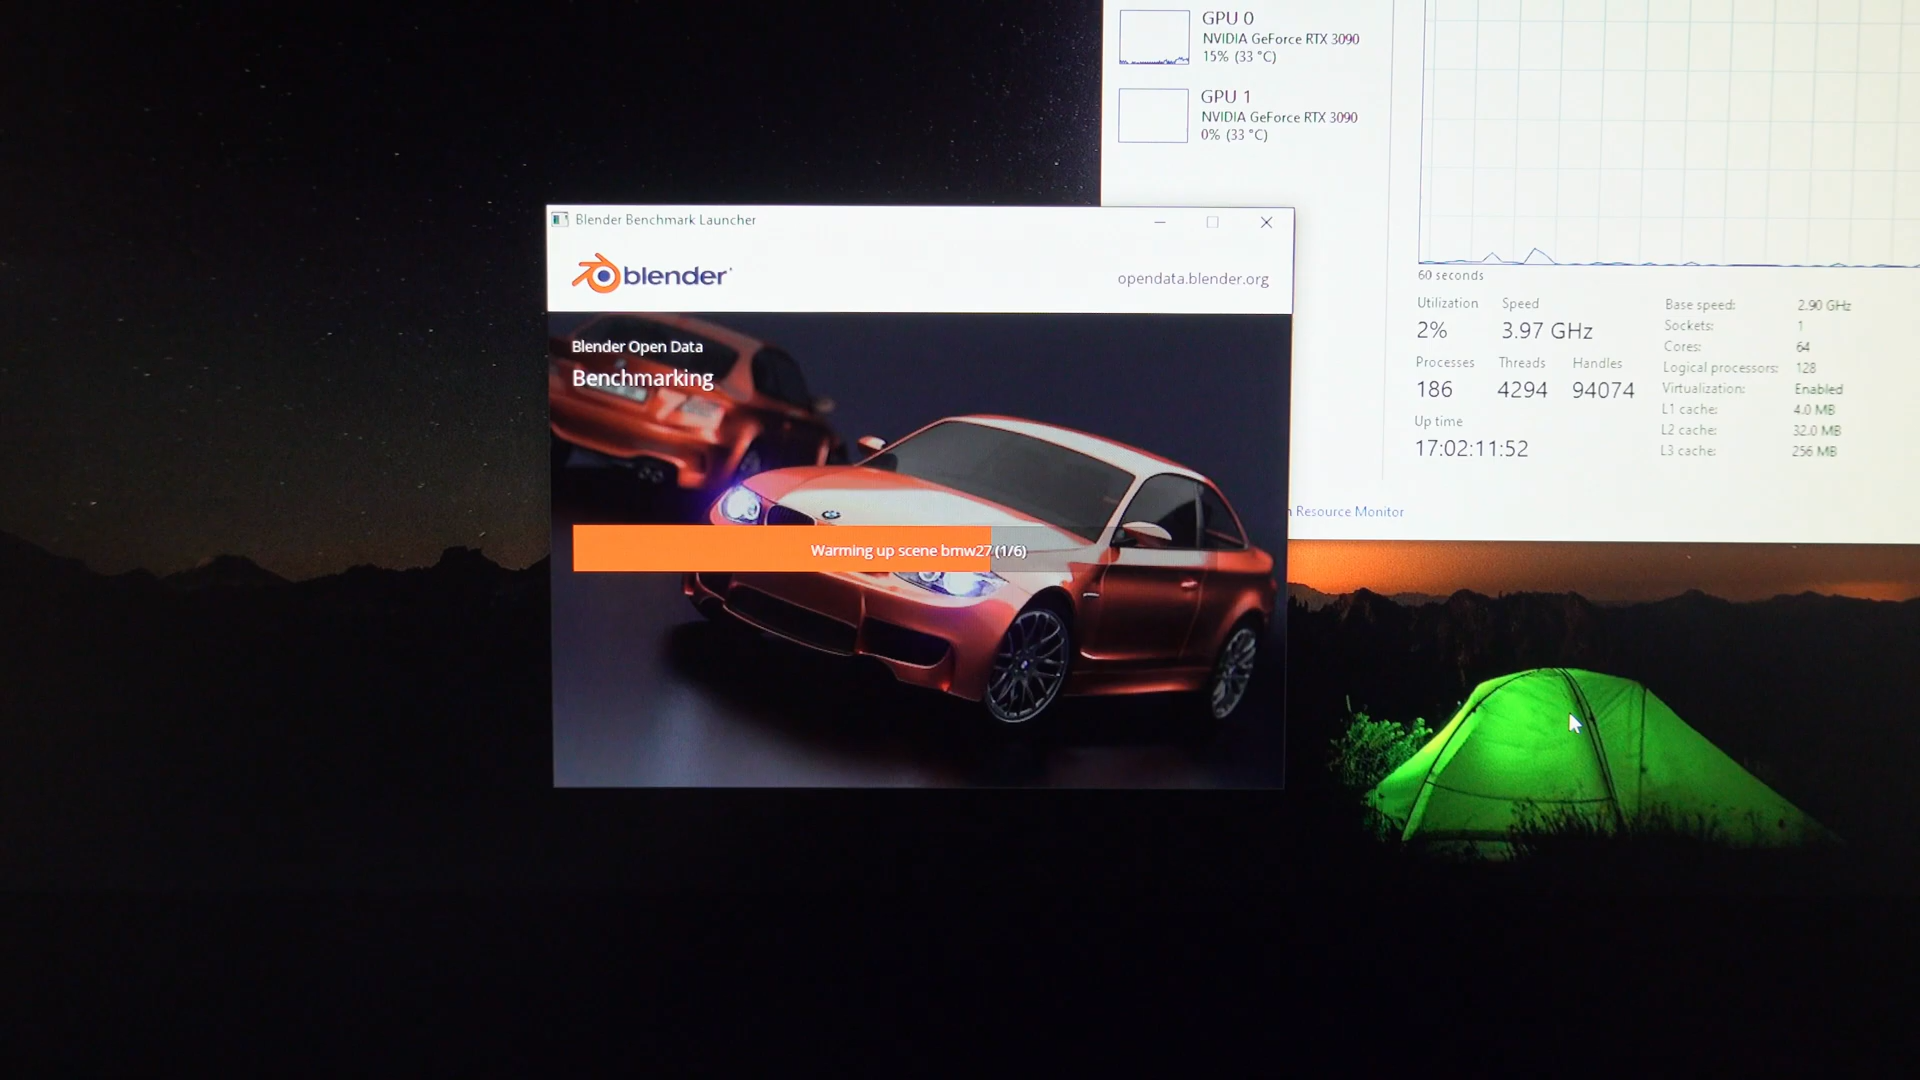 GPU 0
NVIDIA GeForce RTX 3090
15% (33 °C)
GPU 1
NVIDIA GeForce RTX 3090
0% (33 °C)
Blender Benchmark Launcher
blender
opendata.blender.org
Blender Open Data
Benchmarking
Warming up scene bmw27 (1/6)
60 seconds
Utilization Speed
2% 3.97 GHz
Processes Threads Handles
186 4294 94074
Up time
17:02:11:52
Base speed: 2.90 GHz
Sockets: 1
Cores: 64
Logical processors: 128
Virtualization: Enabled
L1 cache: 4.0 MB
L2 cache: 32.0 MB
L3 cache: 256 MB
Resource Monitor